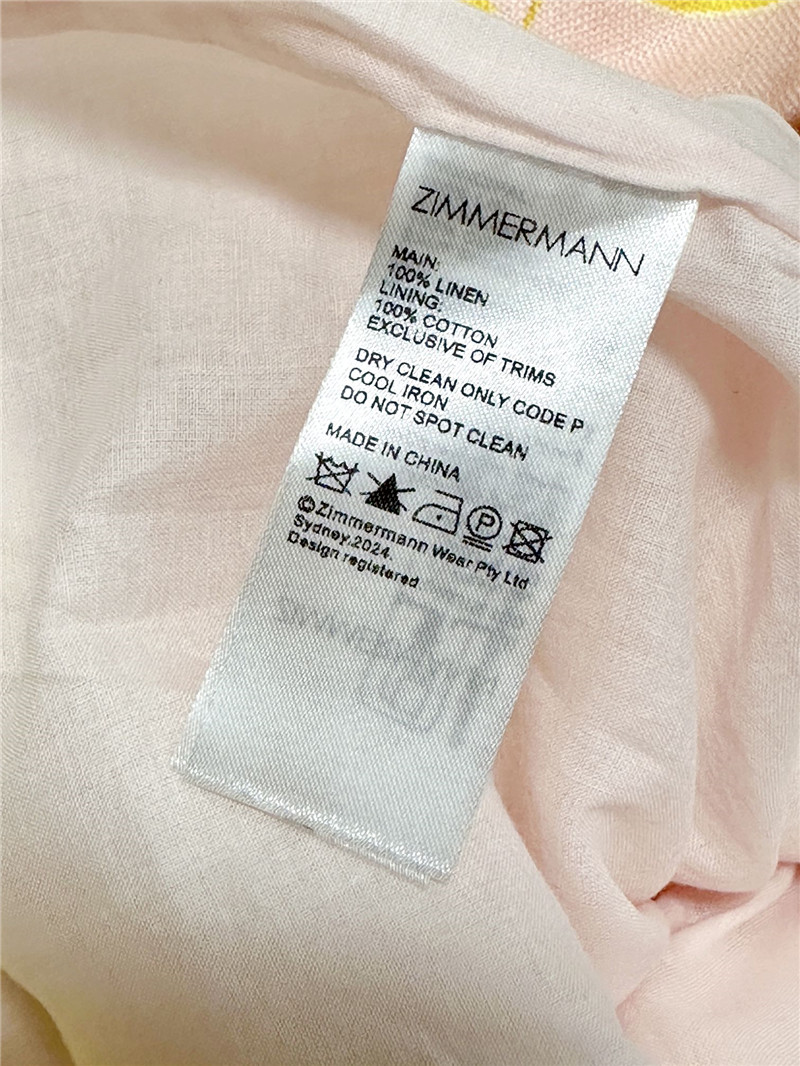 ZIMMERMANN
MAIN:
100% LINEN
LINING:
100% COTTON
EXCLUSIVE OF TRIMS
DRY CLEAN ONLY CODE P
COOL IRON
DO NOT SPOT CLEAN
MADE IN CHINA
P
©Zimmermann Wear Pty Ltd
Sydney.2024.
Design registered